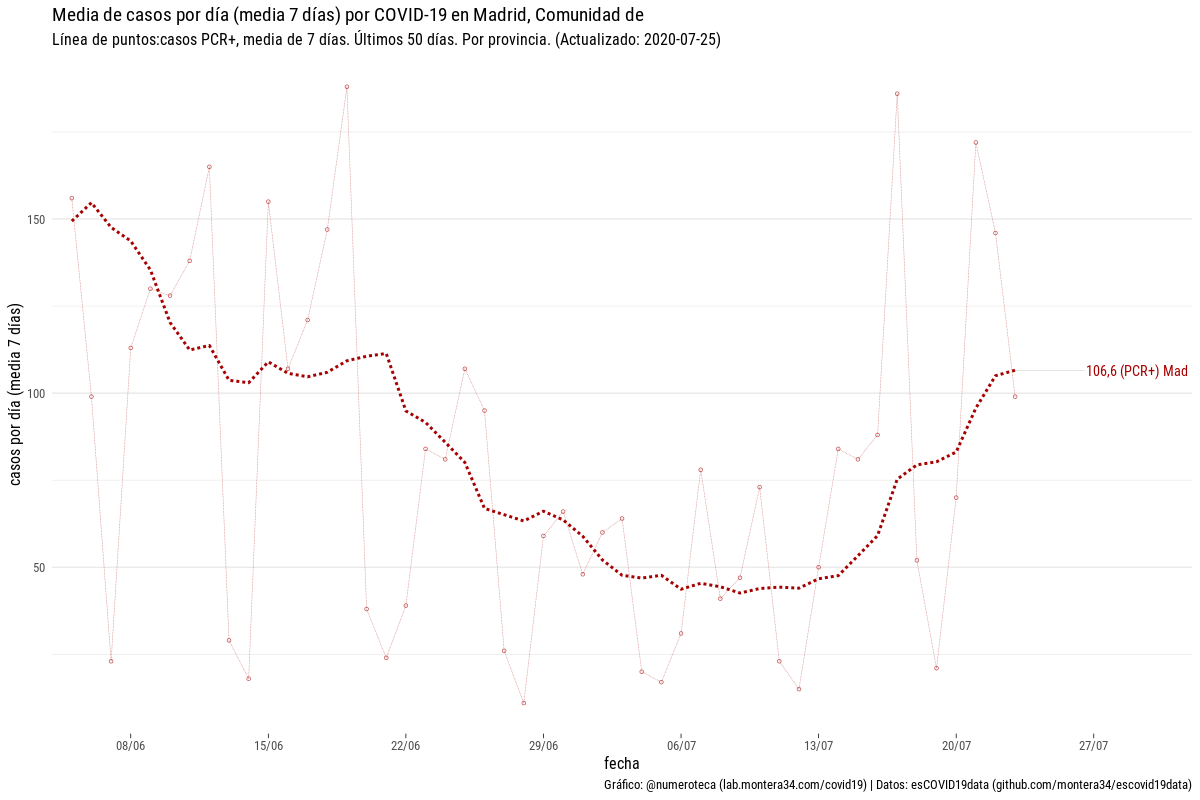 Media de casos por día (media 7 días) por COVID-19 en Madrid, Comunidad de
Línea de puntos:casos PCR+, media de 7 días. Últimos 50 días. Por provincia. (Actualizado: 2020-07-25)
casos por día (media 7 días)
150
100
50
106,6 (PCR+) Mad
08/06
15/06
22/06
29/06
06/07
13/07
20/07
27/07
fecha
Gráfico: @numeroteca (lab.montera34.com/covid19) | Datos: esCOVID19data (github.com/montera34/escovid19data)